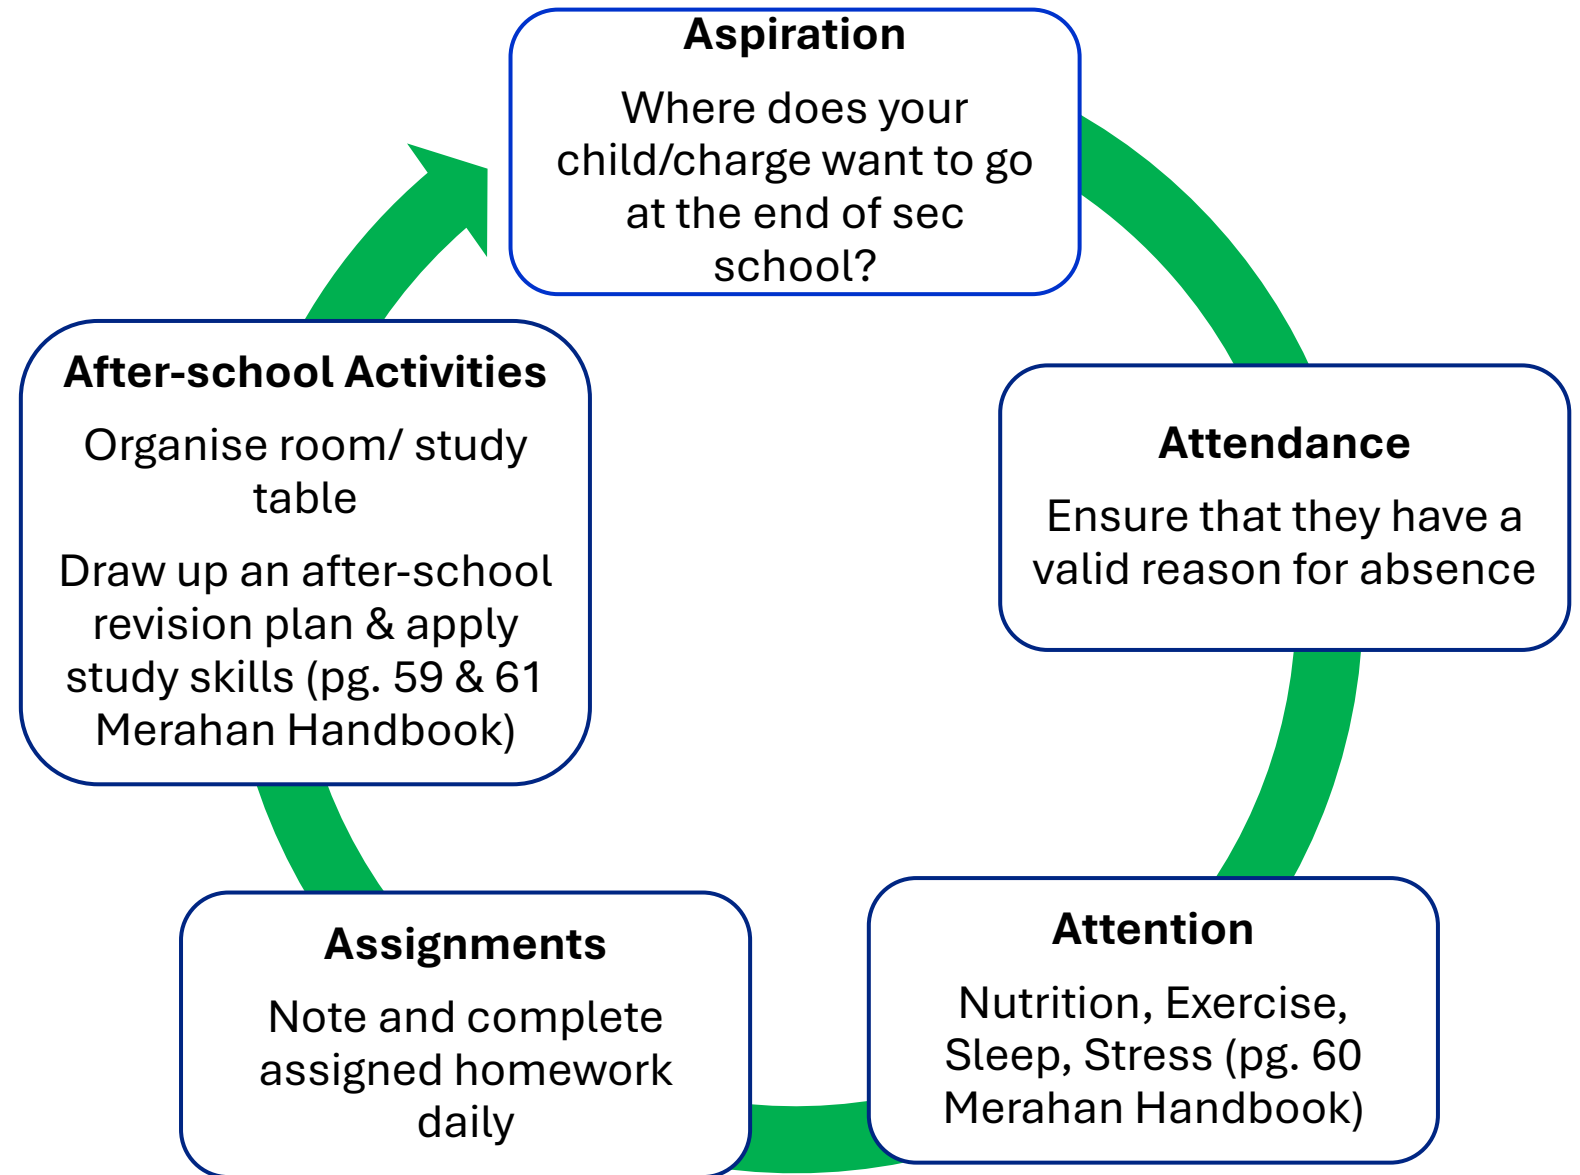 Aspiration
Where does your
child/charge want to go
at the end of sec
school?
Attendance
Ensure that they have a
valid reason for absence
Attention
Nutrition, Exercise,
Sleep, Stress (pg. 60
Merahan Handbook)
Assignments
Note and complete
assigned homework
daily
After-school Activities
Organise room/ study
table
Draw up an after-school
revision plan & apply
study skills (pg. 59 & 61
Merahan Handbook)